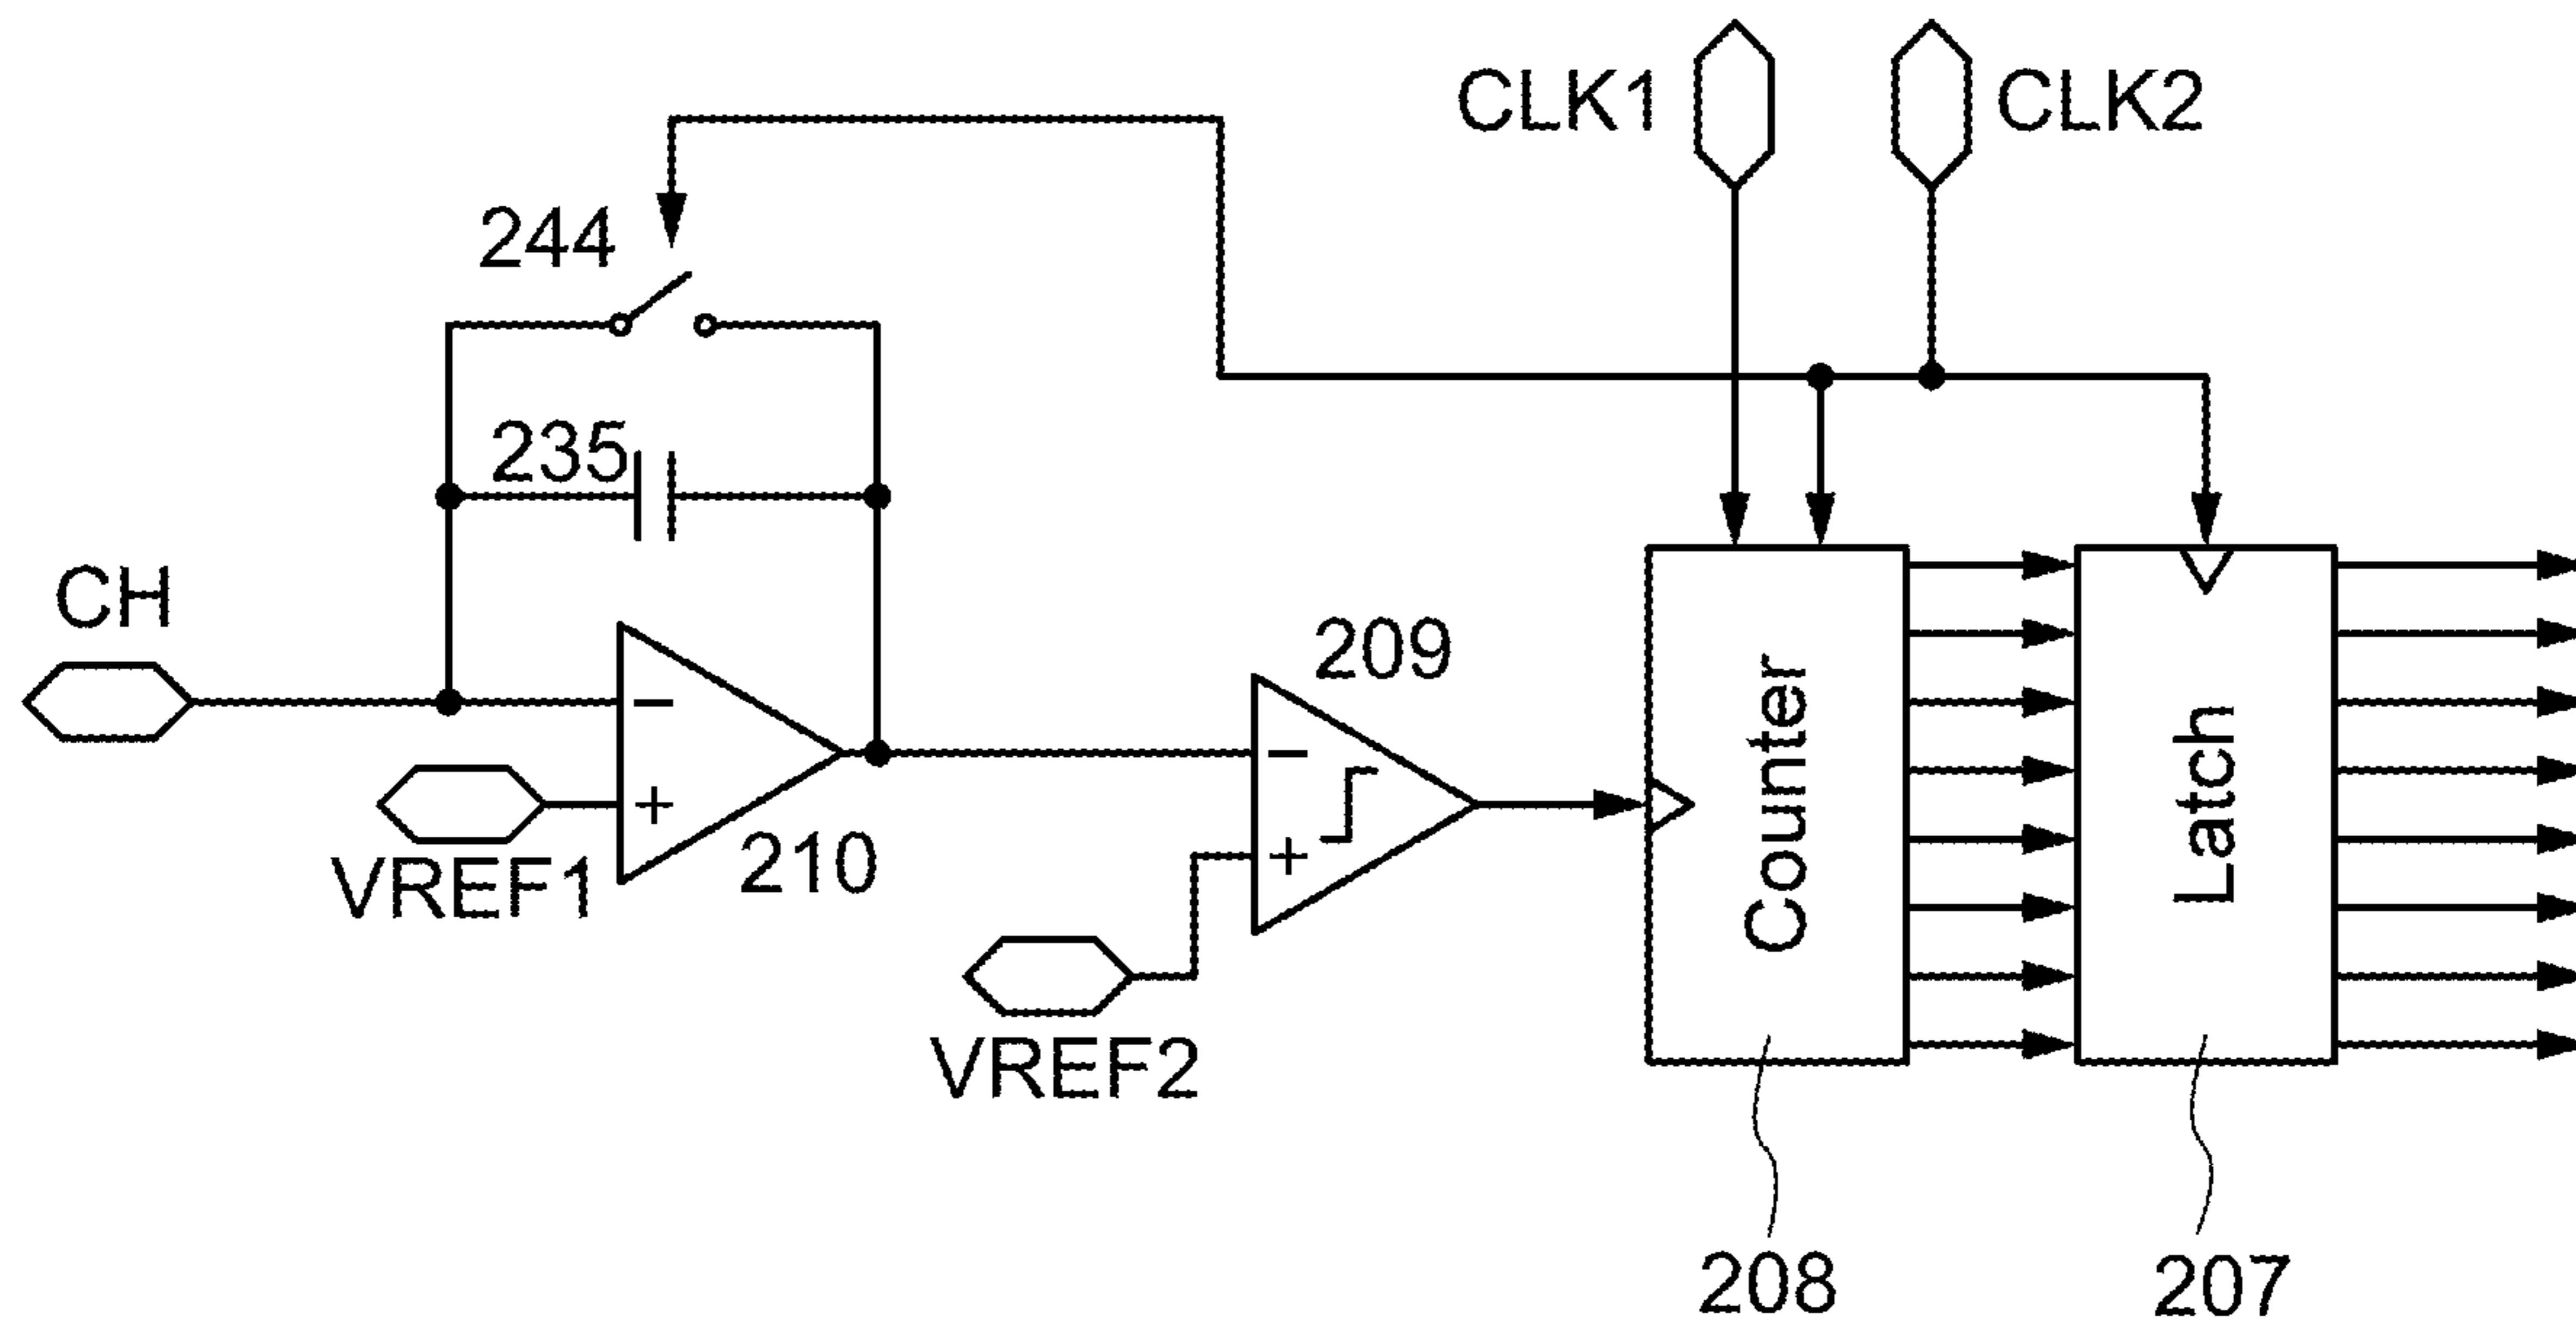 CLK1
CLK2
244
235
CH
−
+
210
VREF1
209
−
+
VREF2
Counter
Latch
208
207